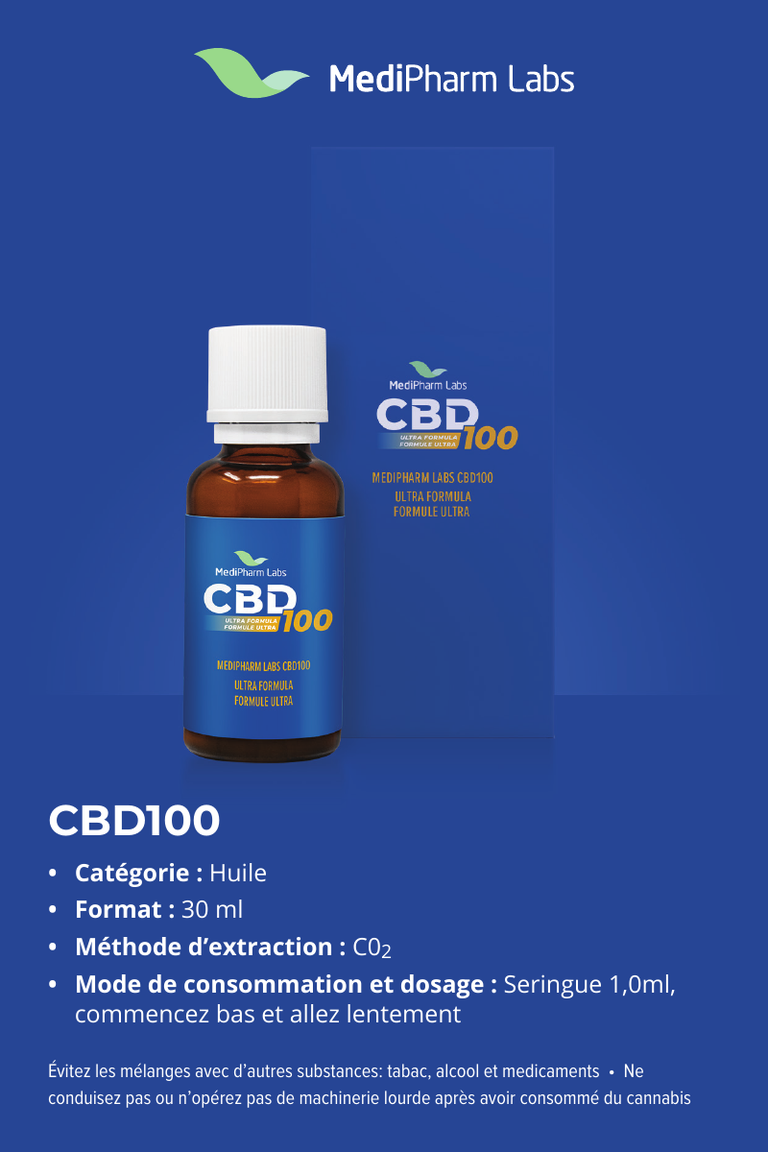 MediPharm Labs
MediPharm Labs
CBD
ULTRA FORMULA
FORMULE ULTRA
100
MEDIPHARM LABS CBD100
ULTRA FORMULA
FORMULE ULTRA
MediPharm Labs
CBD
ULTRA FORMULA
FORMULE ULTRA
100
MEDIPHARM LABS CBD100
ULTRA FORMULA
FORMULE ULTRA
CBD100
• Catégorie : Huile
• Format : 30 ml
• Méthode d’extraction : C0₂
• Mode de consommation et dosage : Seringue 1,0ml,
commencez bas et allez lentement
Évitez les mélanges avec d’autres substances: tabac, alcool et medicaments • Ne
conduisez pas ou n’opérez pas de machinerie lourde après avoir consommé du cannabis